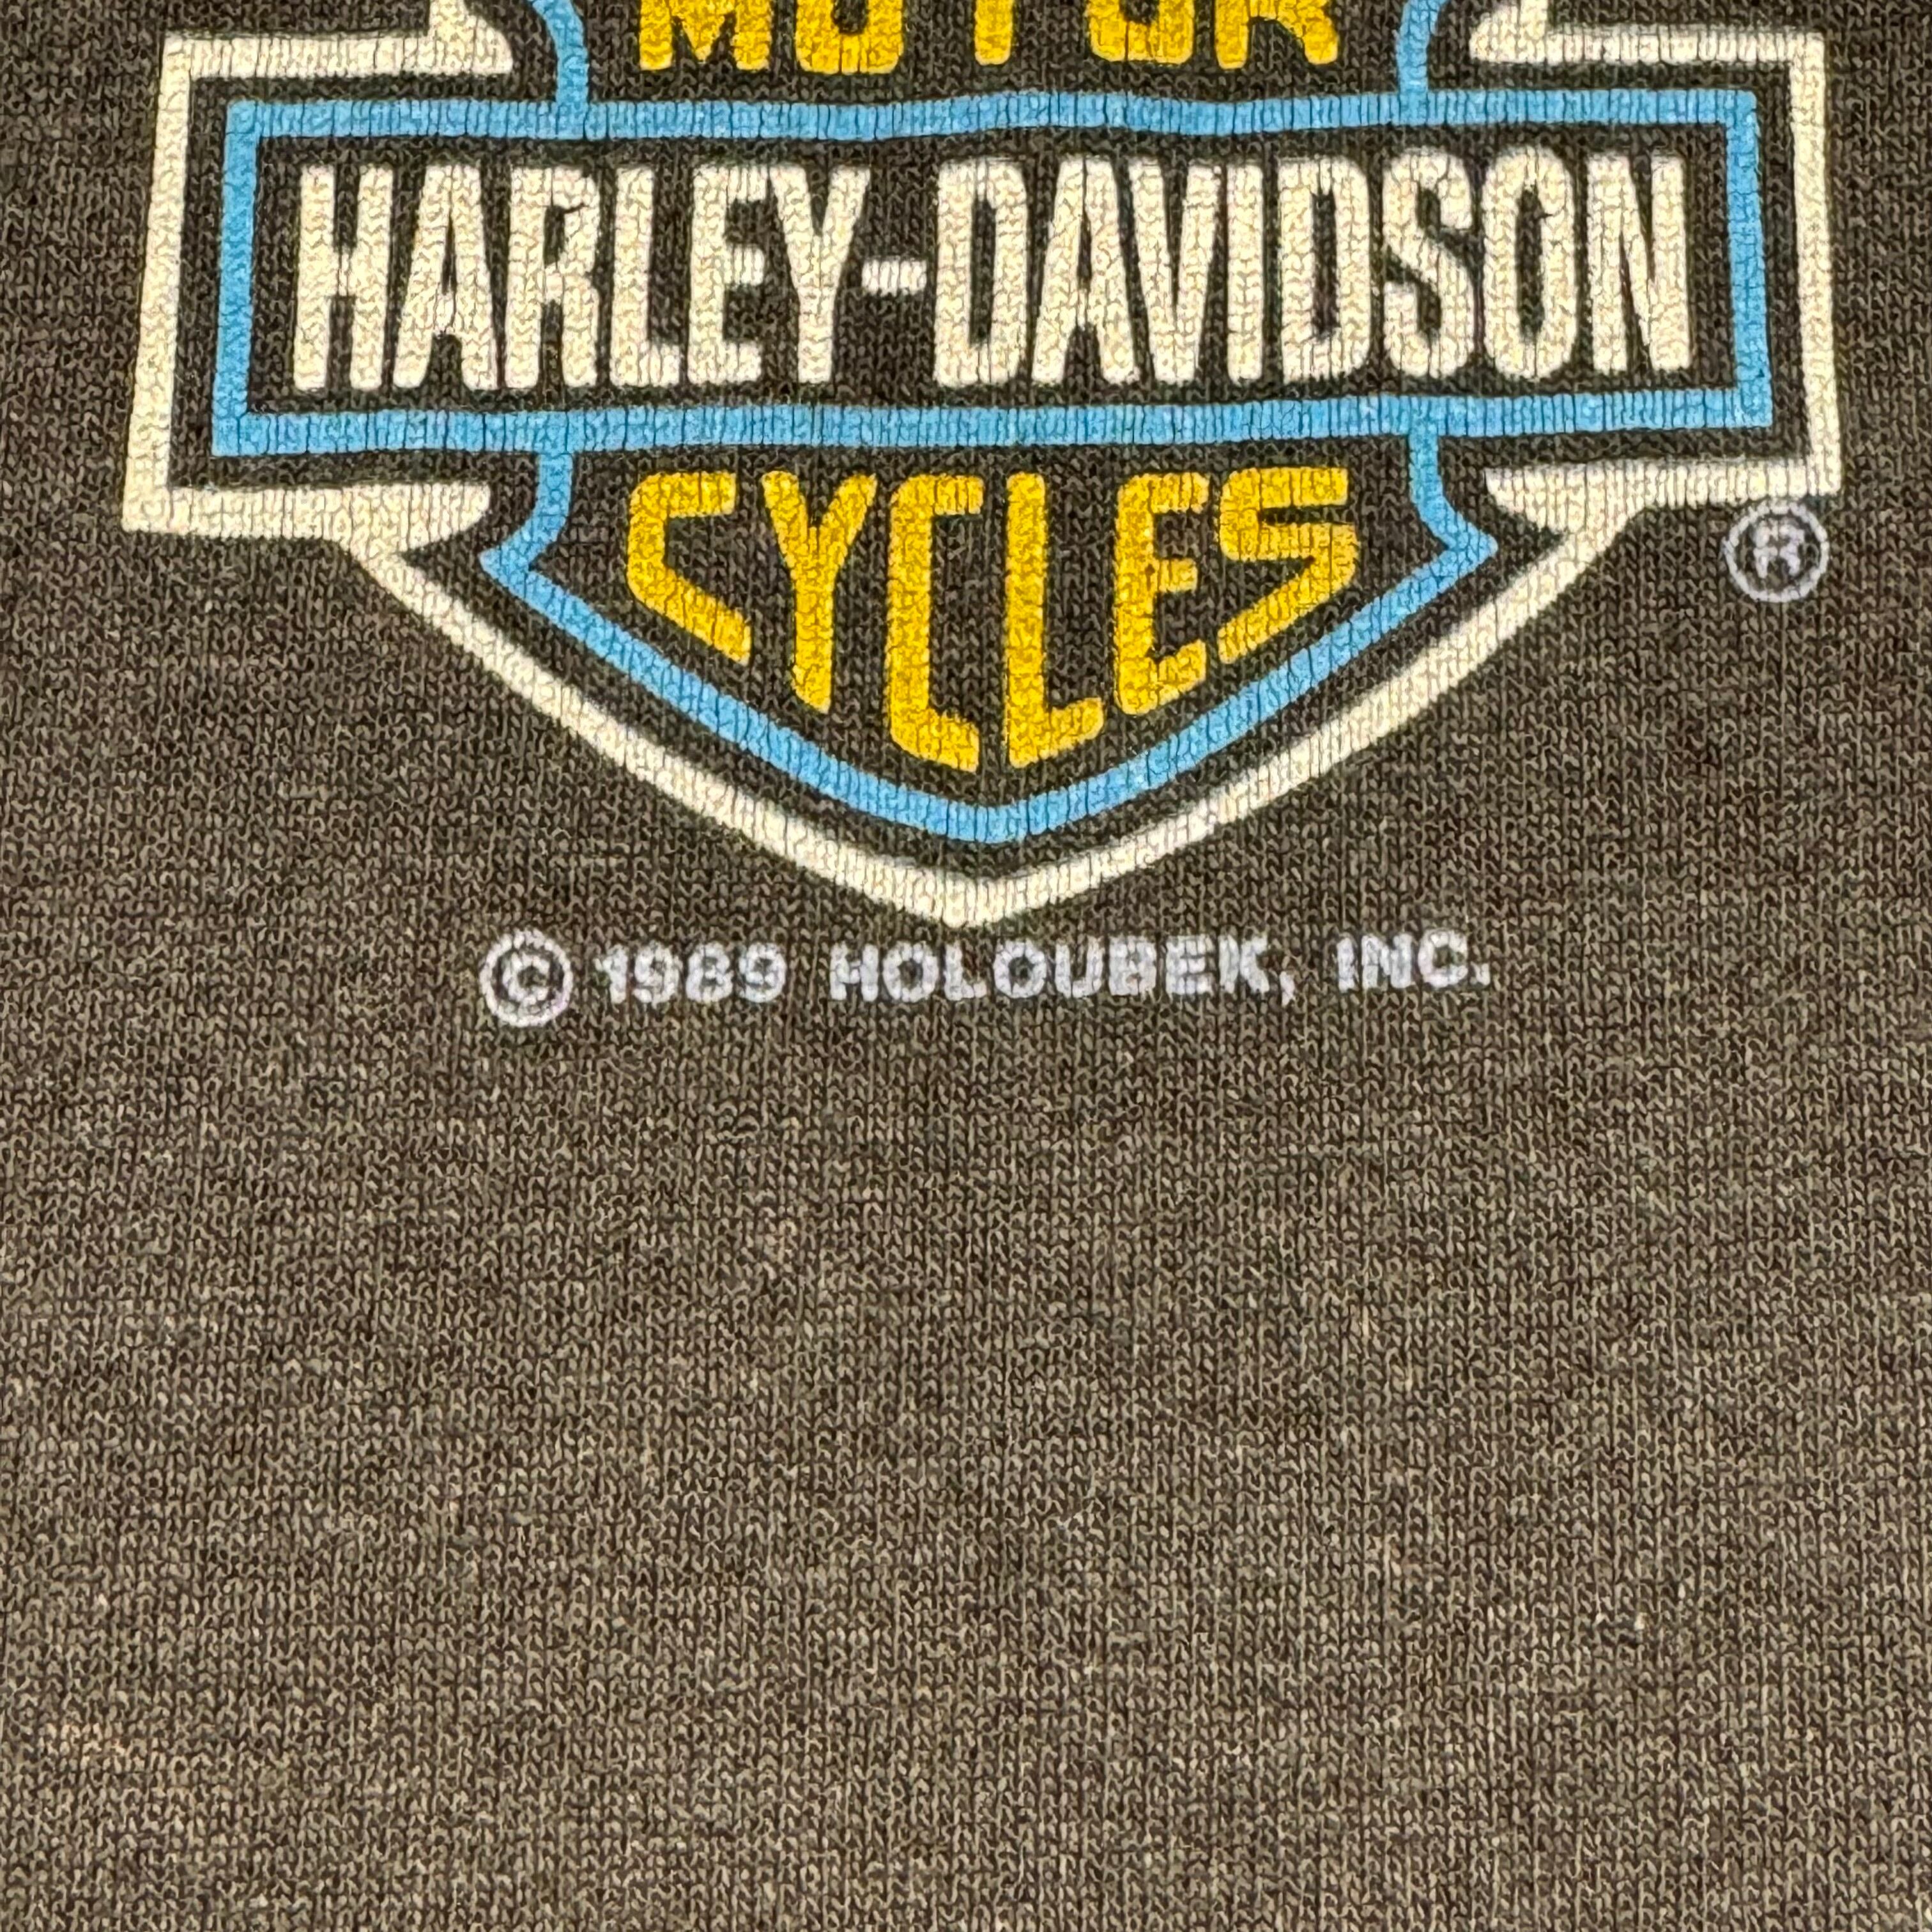 MOTOR
HARLEY-DAVIDSON
CYCLES
®
© 1989 HOLOUBEK, INC.